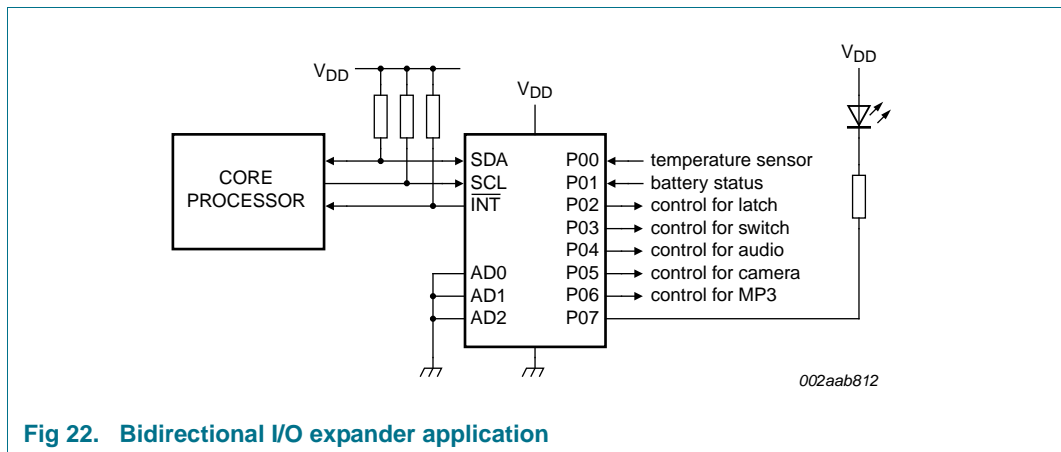 VDD
VDD
VDD
CORE
PROCESSOR
SDA
SCL
INT
AD0
AD1
AD2
P00
P01
P02
P03
P04
P05
P06
P07
temperature sensor
battery status
control for latch
control for switch
control for audio
control for camera
control for MP3
002aab812
Fig 22. Bidirectional I/O expander application